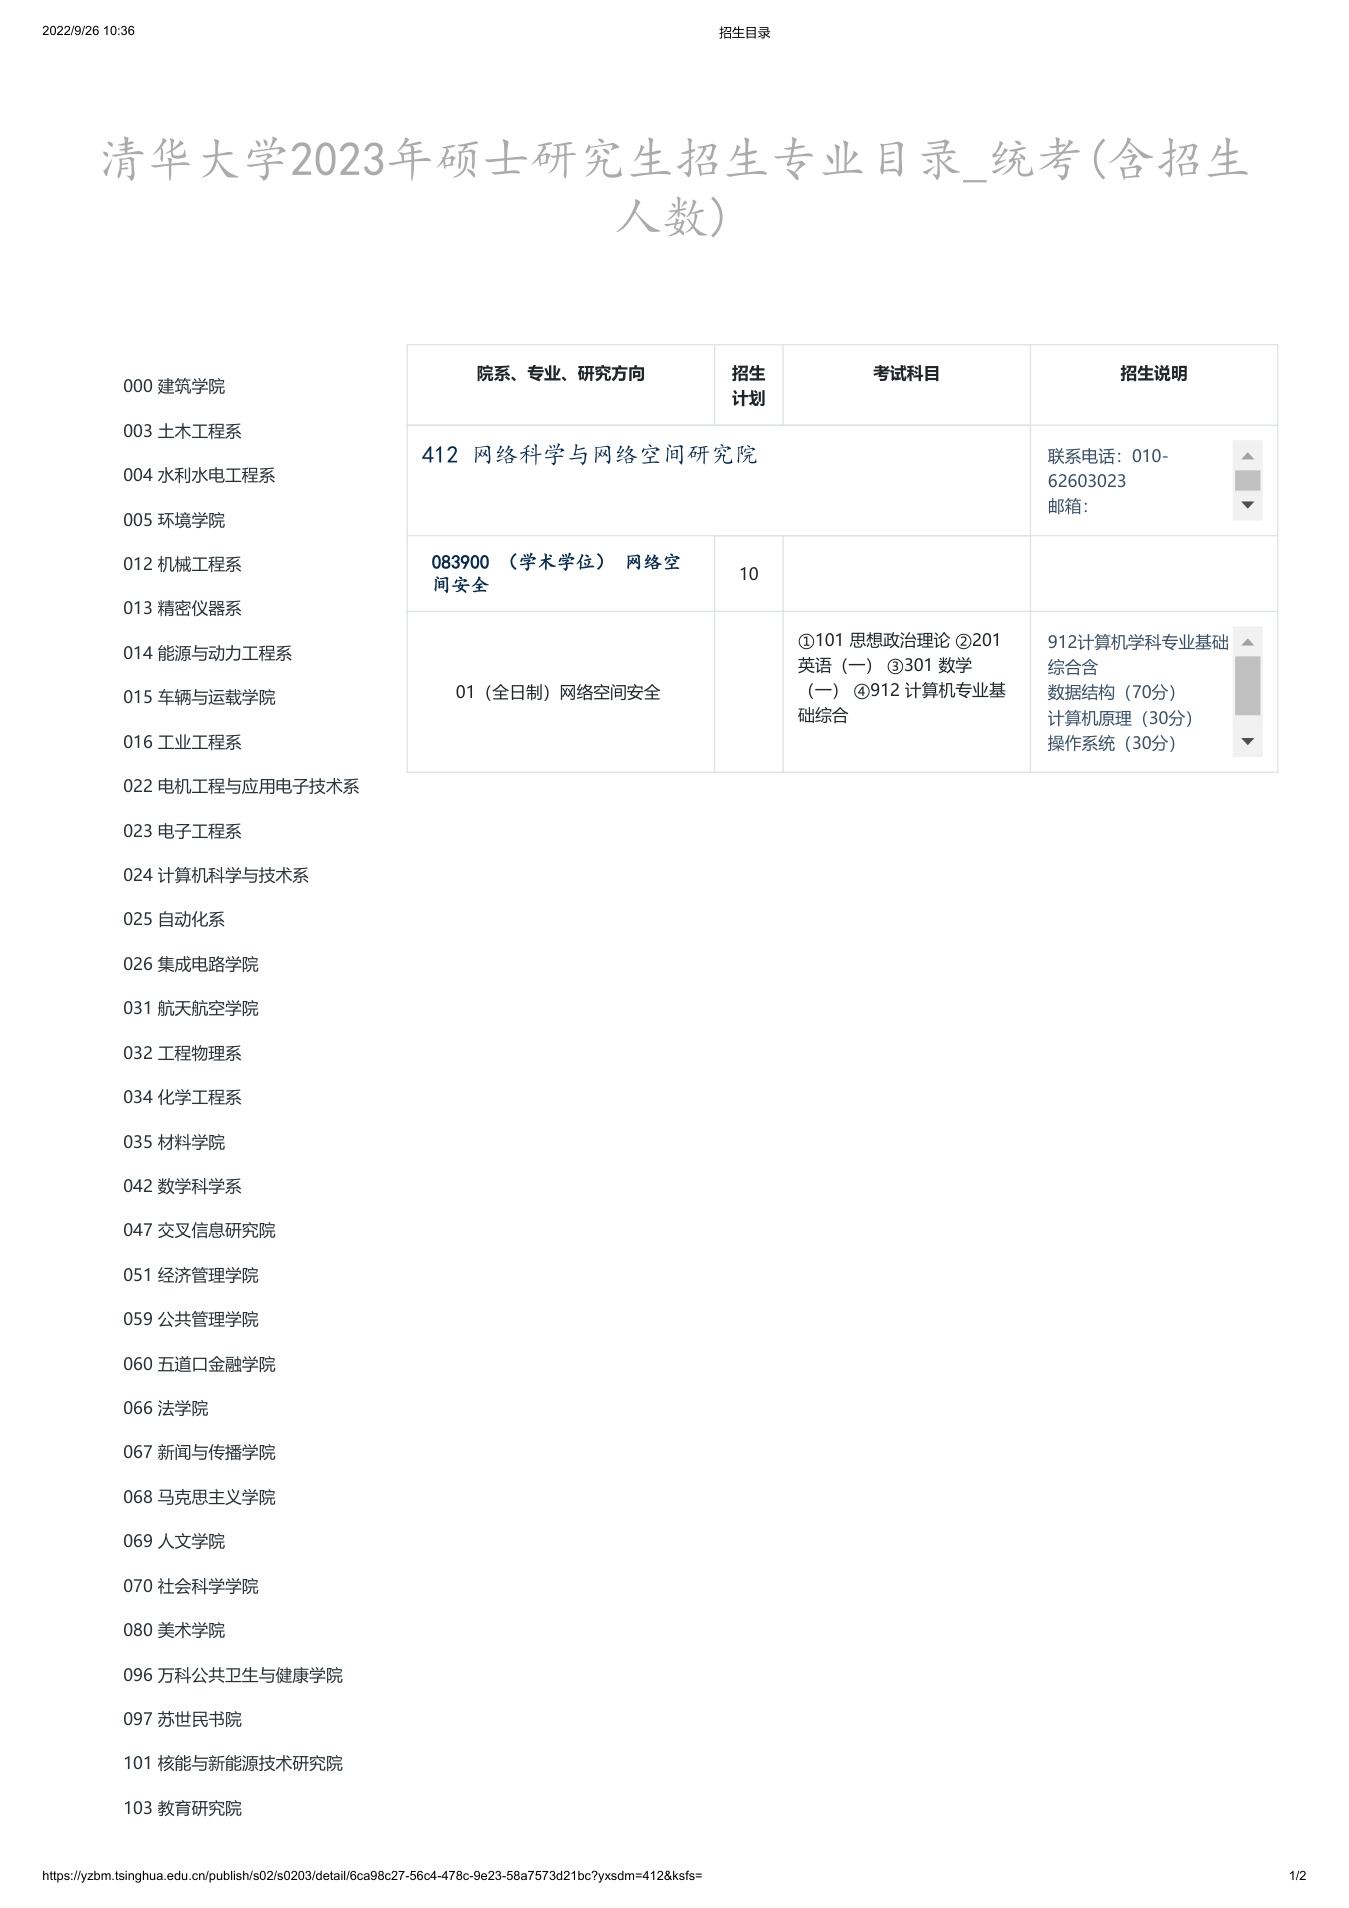 2022/9/26 10:36
招生目录
清华大学2023年硕士研究生招生专业目录_统考(含招生
人数)
000 建筑学院
003 土木工程系
004 水利水电工程系
005 环境学院
012 机械工程系
013 精密仪器系
014 能源与动力工程系
015 车辆与运载学院
016 工业工程系
022 电机工程与应用电子技术系
023 电子工程系
024 计算机科学与技术系
025 自动化系
026 集成电路学院
031 航天航空学院
032 工程物理系
034 化学工程系
035 材料学院
042 数学科学系
047 交叉信息研究院
051 经济管理学院
059 公共管理学院
060 五道口金融学院
066 法学院
067 新闻与传播学院
068 马克思主义学院
069 人文学院
070 社会科学学院
080 美术学院
096 万科公共卫生与健康学院
097 苏世民书院
101 核能与新能源技术研究院
103 教育研究院
院系、专业、研究方向
招生
计划
考试科目
招生说明
412 网络科学与网络空间研究院
联系电话：010-
62603023
邮箱：
083900 （学术学位） 网络空
间安全
10
01（全日制）网络空间安全
①101 思想政治理论 ②201
英语（一） ③301 数学
（一） ④912 计算机专业基
础综合
912计算机学科专业基础
综合含
数据结构（70分）
计算机原理（30分）
操作系统（30分）
https://yzbm.tsinghua.edu.cn/publish/s02/s0203/detail/6ca98c27-56c4-478c-9e23-58a7573d21bc?yxsdm=412&ksfs=
1/2